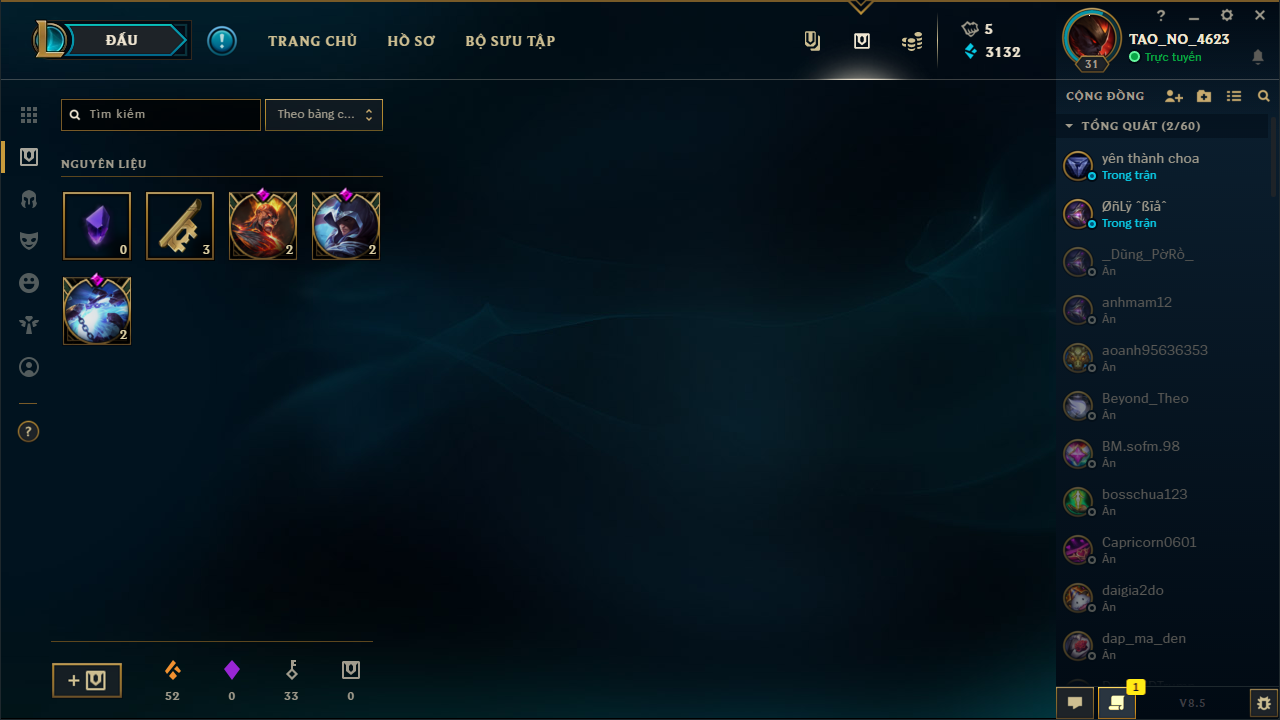 ĐẤU
TRANG CHỦ
HỒ SƠ
BỘ SƯU TẬP
5
3132
31
TAO_NO_4623
Trực tuyến
Tìm kiếm
Theo bảng c...
NGUYÊN LIỆU
0
3
2
2
2
52
0
33
0
CỘNG ĐỒNG
TỔNG QUÁT (2/60)
yên thành choa
Trong trận
ØñLÿ ˆßïåˆ
Trong trận
_Dũng_PờRồ_
Ẩn
anhmam12
Ẩn
aoanh95636353
Ẩn
Beyond_Theo
Ẩn
BM.sofm.98
Ẩn
bosschua123
Ẩn
Capricorn0601
Ẩn
daigia2do
Ẩn
dap_ma_den
Ẩn
1
V8.5